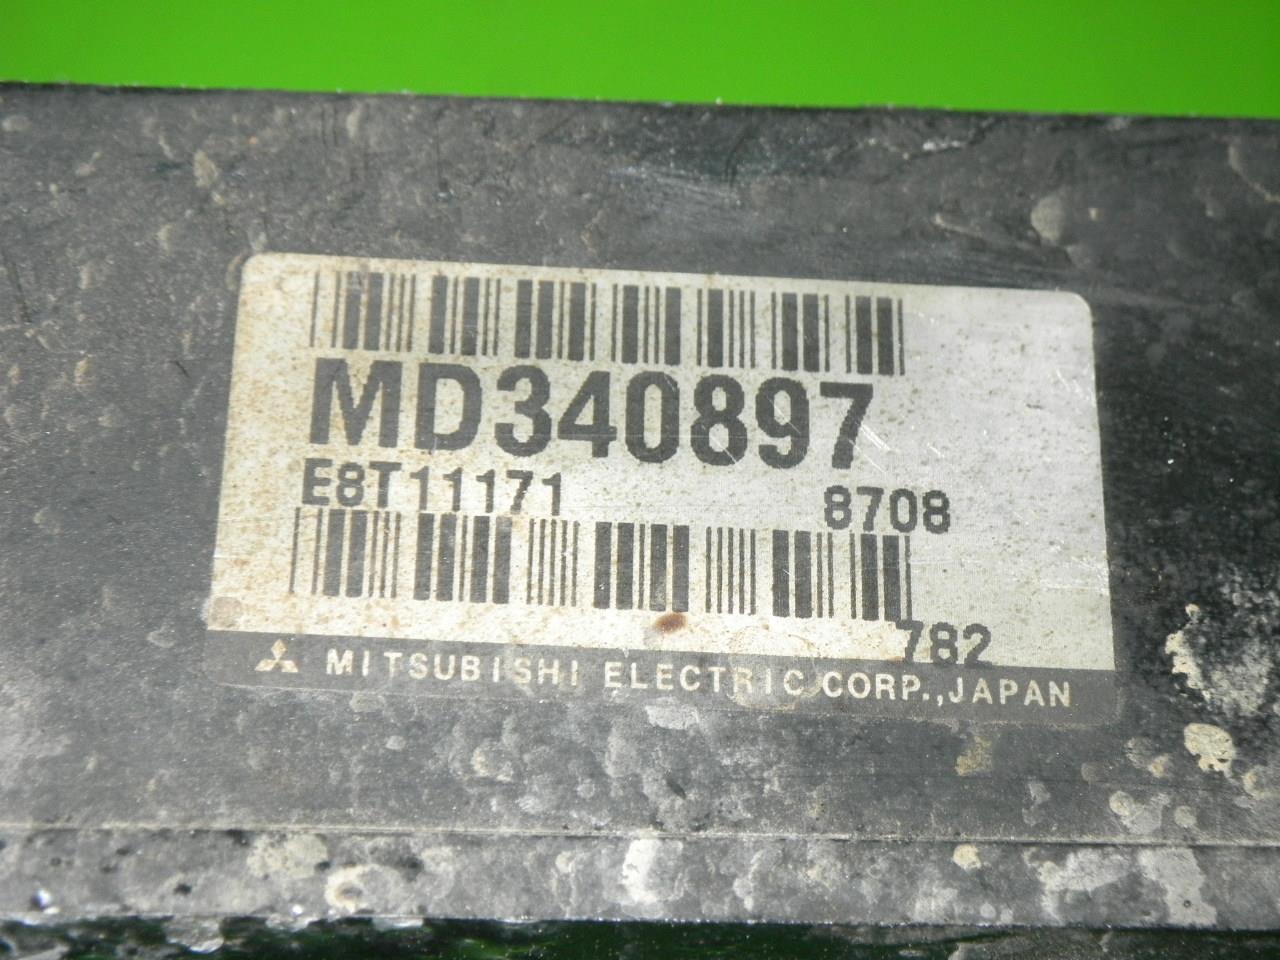 MD340897
E8T11171 8708
782
MITSUBISHI ELECTRIC CORP.,JAPAN